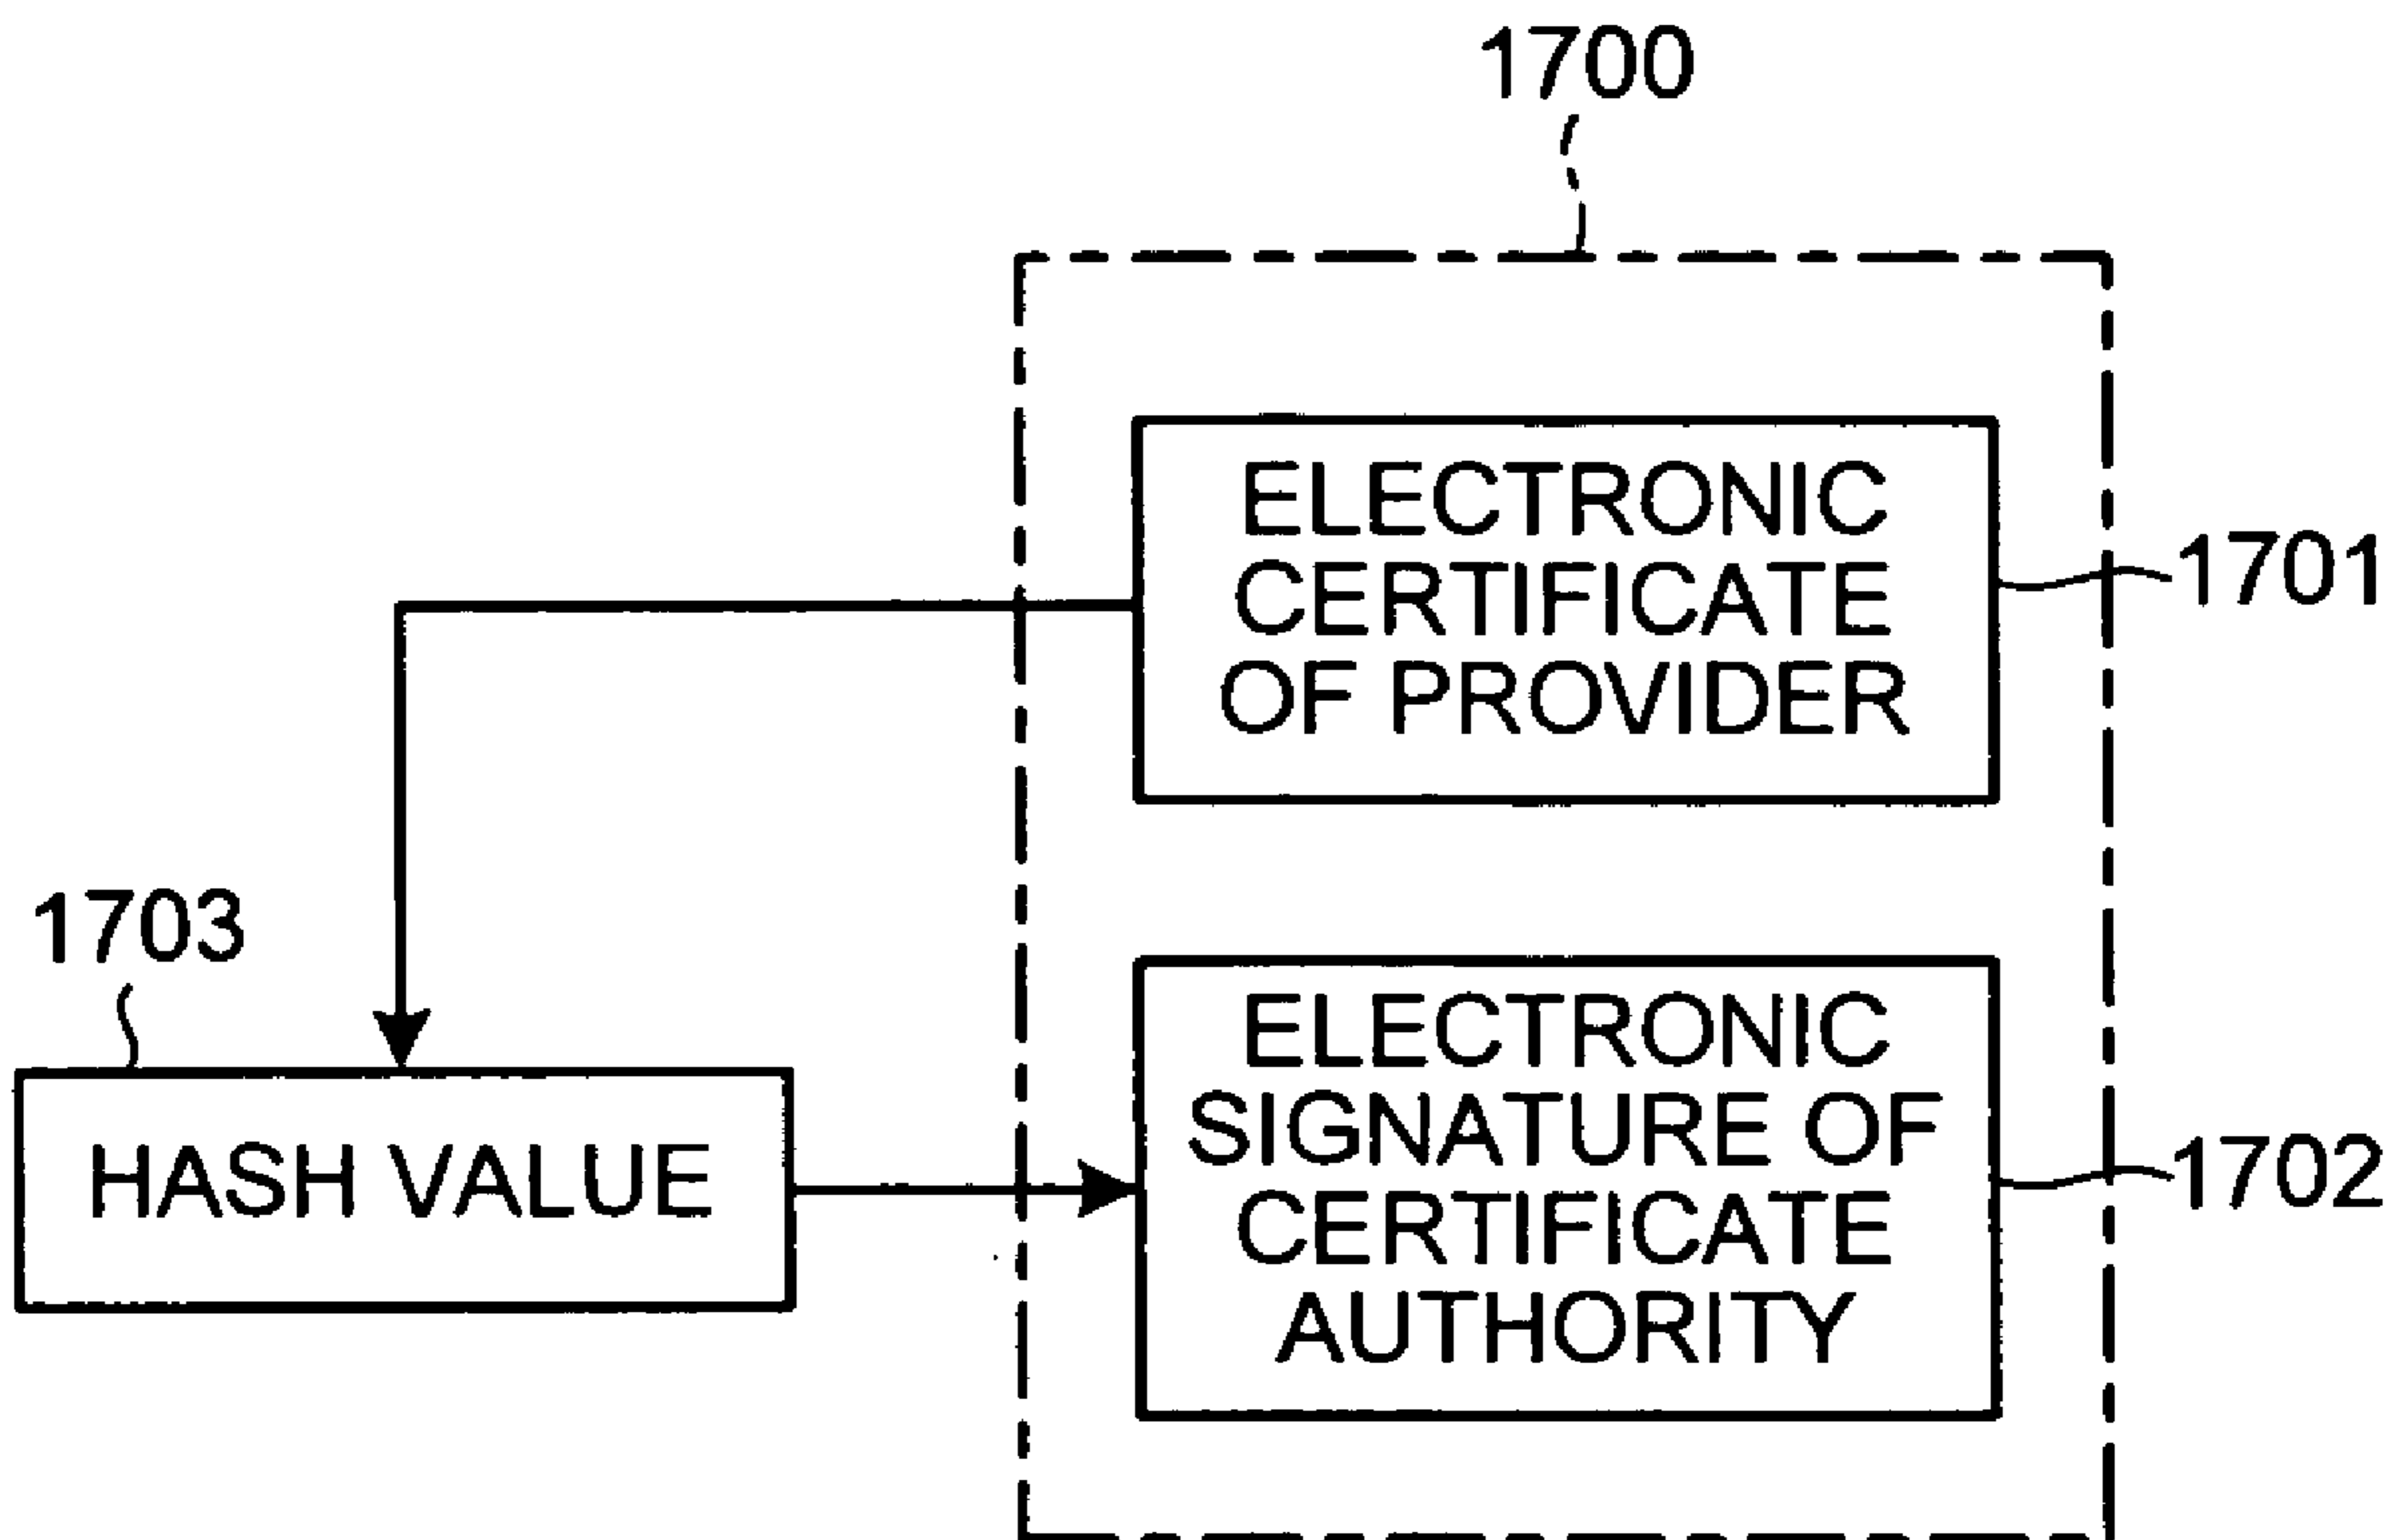 1700
ELECTRONIC
CERTIFICATE
OF PROVIDER
1701
1703
HASH VALUE
ELECTRONIC
SIGNATURE OF
CERTIFICATE
AUTHORITY
1702